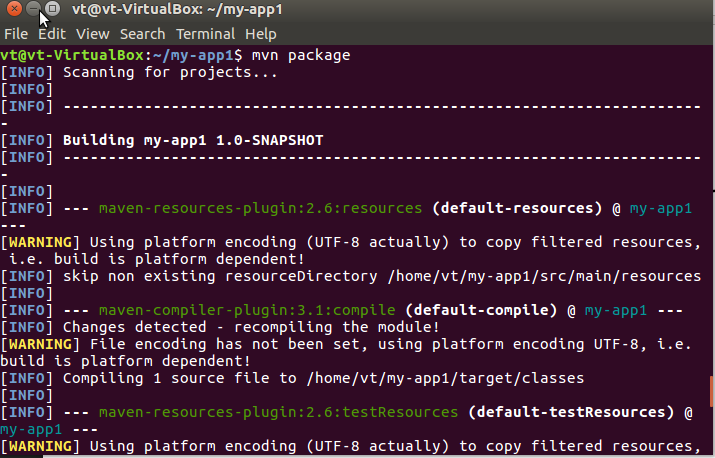 vt@vt-VirtualBox: ~/my-app1
File Edit View Search Terminal Help
vt@vt-VirtualBox:~/my-app1$ mvn package
[INFO] Scanning for projects...
[INFO]
[INFO] -----------------------------------------------------------------------
-
[INFO] Building my-app1 1.0-SNAPSHOT
[INFO] -----------------------------------------------------------------------
-
[INFO]
[INFO] --- maven-resources-plugin:2.6:resources (default-resources) @ my-app1
---
[WARNING] Using platform encoding (UTF-8 actually) to copy filtered resources,
 i.e. build is platform dependent!
[INFO] skip non existing resourceDirectory /home/vt/my-app1/src/main/resources
[INFO]
[INFO] --- maven-compiler-plugin:3.1:compile (default-compile) @ my-app1 ---
[INFO] Changes detected - recompiling the module!
[WARNING] File encoding has not been set, using platform encoding UTF-8, i.e.
build is platform dependent!
[INFO] Compiling 1 source file to /home/vt/my-app1/target/classes
[INFO]
[INFO] --- maven-resources-plugin:2.6:testResources (default-testResources) @
my-app1 ---
[WARNING] Using platform encoding (UTF-8 actually) to copy filtered resources,